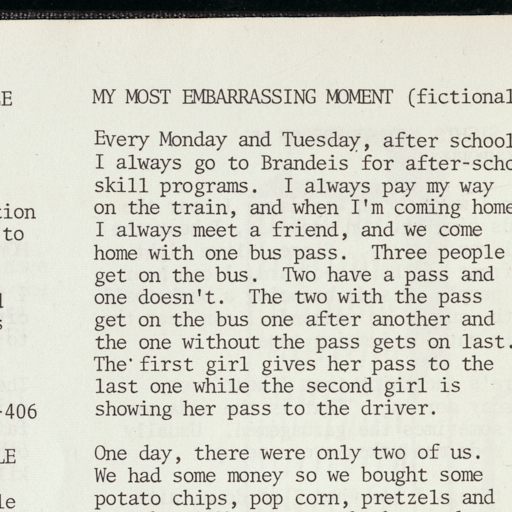 LE
tion
to
-406
LE
le
MY MOST EMBARRASSING MOMENT (fictional
Every Monday and Tuesday, after school
I always go to Brandeis for after-scho
skill programs. I always pay my way
on the train, and when I'm coming home
I always meet a friend, and we come
home with one bus pass. Three people
get on the bus. Two have a pass and
one doesn't. The two with the pass
get on the bus one after another and
the one without the pass gets on last.
The first girl gives her pass to the
last one while the second girl is
showing her pass to the driver.
One day, there were only two of us.
We had some money so we bought some
potato chips, pop corn, pretzels and